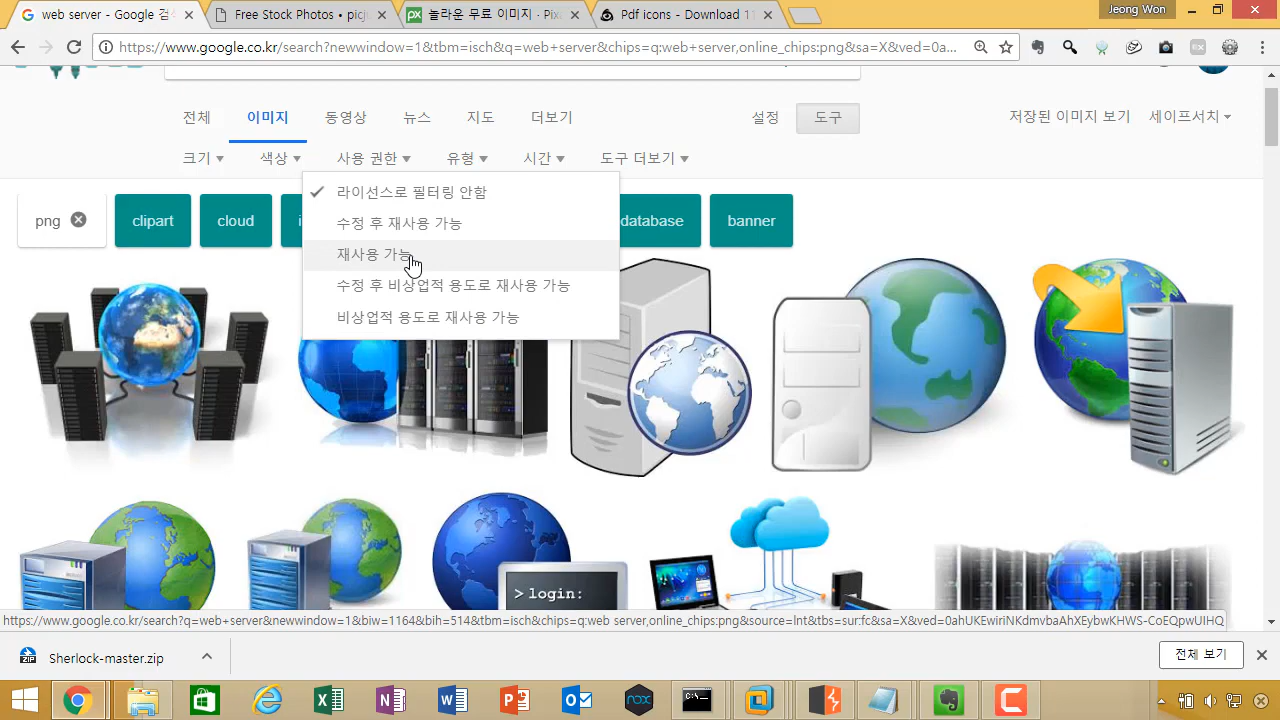 Jeong Won
web server - Google 검색
Free Stock Photos - picju
놀라운 무료 이미지 - Pixa
Pdf icons - Download 11
https://www.google.co.kr/search?newwindow=1&tbm=isch&q=web+server&chips=q:web+server,online_chips:png&sa=X&ved=0a...
전체 이미지 동영상 뉴스 지도 더보기 설정 도구 저장된 이미지 보기 세이프서치
크기 색상 사용 권한 유형 시간 도구 더보기
라이선스로 필터링 안함
수정 후 재사용 가능
재사용 가능
수정 후 비상업적 용도로 재사용 가능
비상업적 용도로 재사용 가능
png clipart cloud database banner
> login:
https://www.google.co.kr/search?q=web+server&newwindow=1&biw=1164&bih=514&tbm=isch&chips=q:web server,online_chips:png&source=lnt&tbs=sur:fc&sa=X&ved=0ahUKEwiriNKdmvbaAhXEybwKHWS-CoEQpwUIHQ
ZIP
Sherlock-master.zip
전체 보기